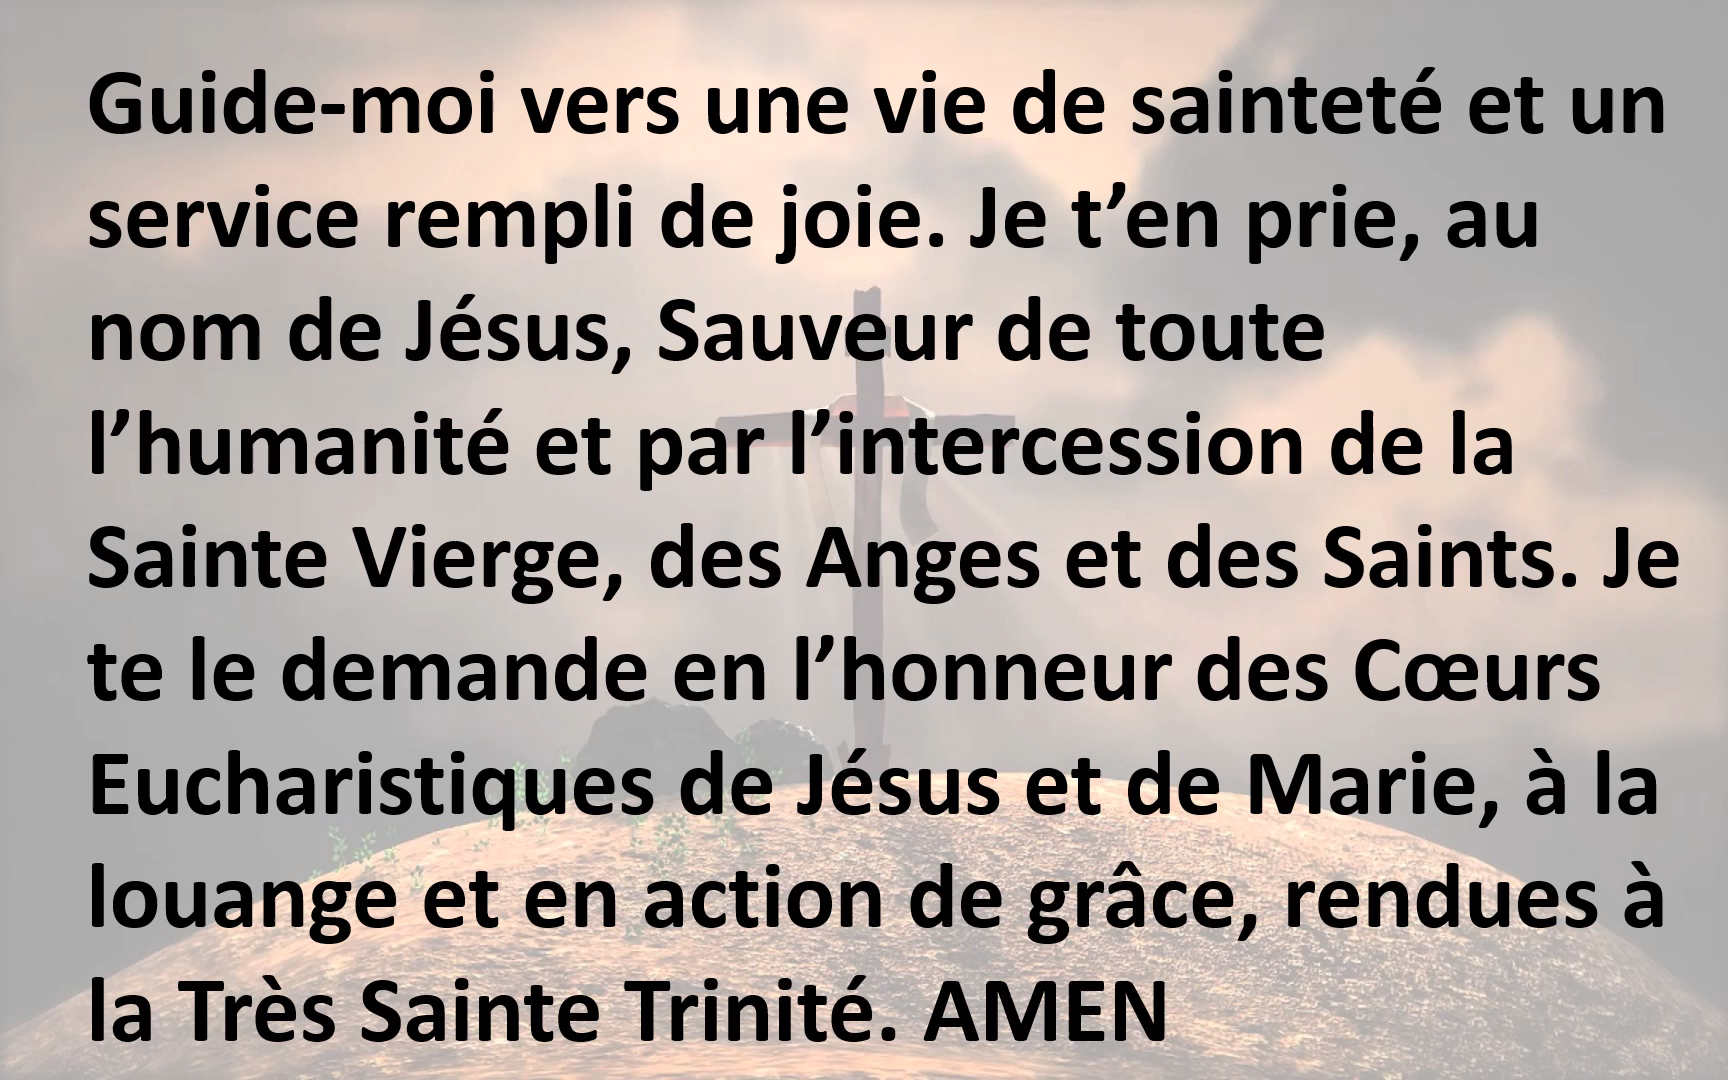 Guide-moi vers une vie de sainteté et un
service rempli de joie. Je t’en prie, au
nom de Jésus, Sauveur de toute
l’humanité et par l’intercession de la
Sainte Vierge, des Anges et des Saints. Je
te le demande en l’honneur des Cœurs
Eucharistiques de Jésus et de Marie, à la
louange et en action de grâce, rendues à
la Très Sainte Trinité. AMEN